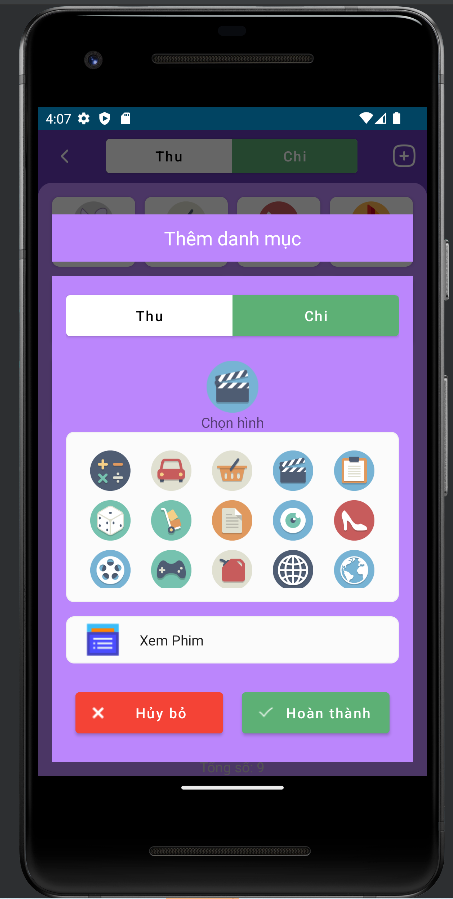 4:07
Thu
Chi
Thêm danh mục
Thu
Chi
Chọn hình
Xem Phim
Hủy bỏ
Hoàn thành
Tổng số: 9